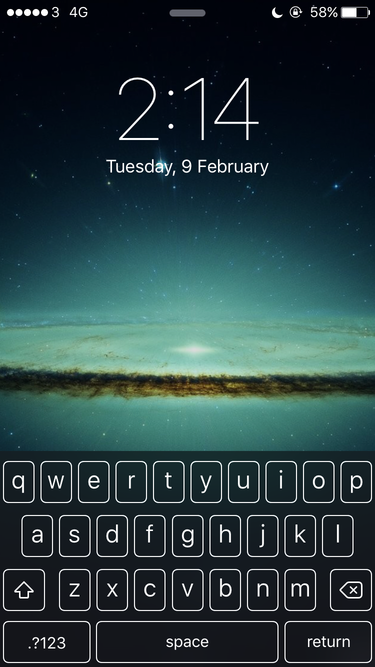 3 4G 58%
2:14
Tuesday, 9 February
q w e r t y u i o p
a s d f g h j k l
z x c v b n m
.?123 space return